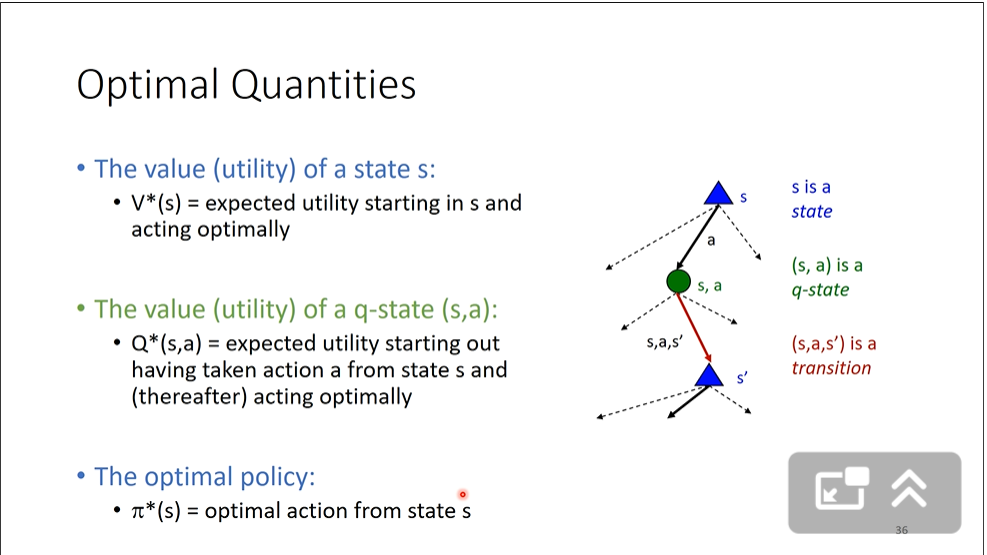 Optimal Quantities
• The value (utility) of a state s:
• V*(s) = expected utility starting in s and
acting optimally
• The value (utility) of a q-state (s,a):
• Q*(s,a) = expected utility starting out
having taken action a from state s and
(thereafter) acting optimally
• The optimal policy:
• π*(s) = optimal action from state s
s
a
s, a
s,a,s’
s’
s is a
state
(s, a) is a
q-state
(s,a,s’) is a
transition
36